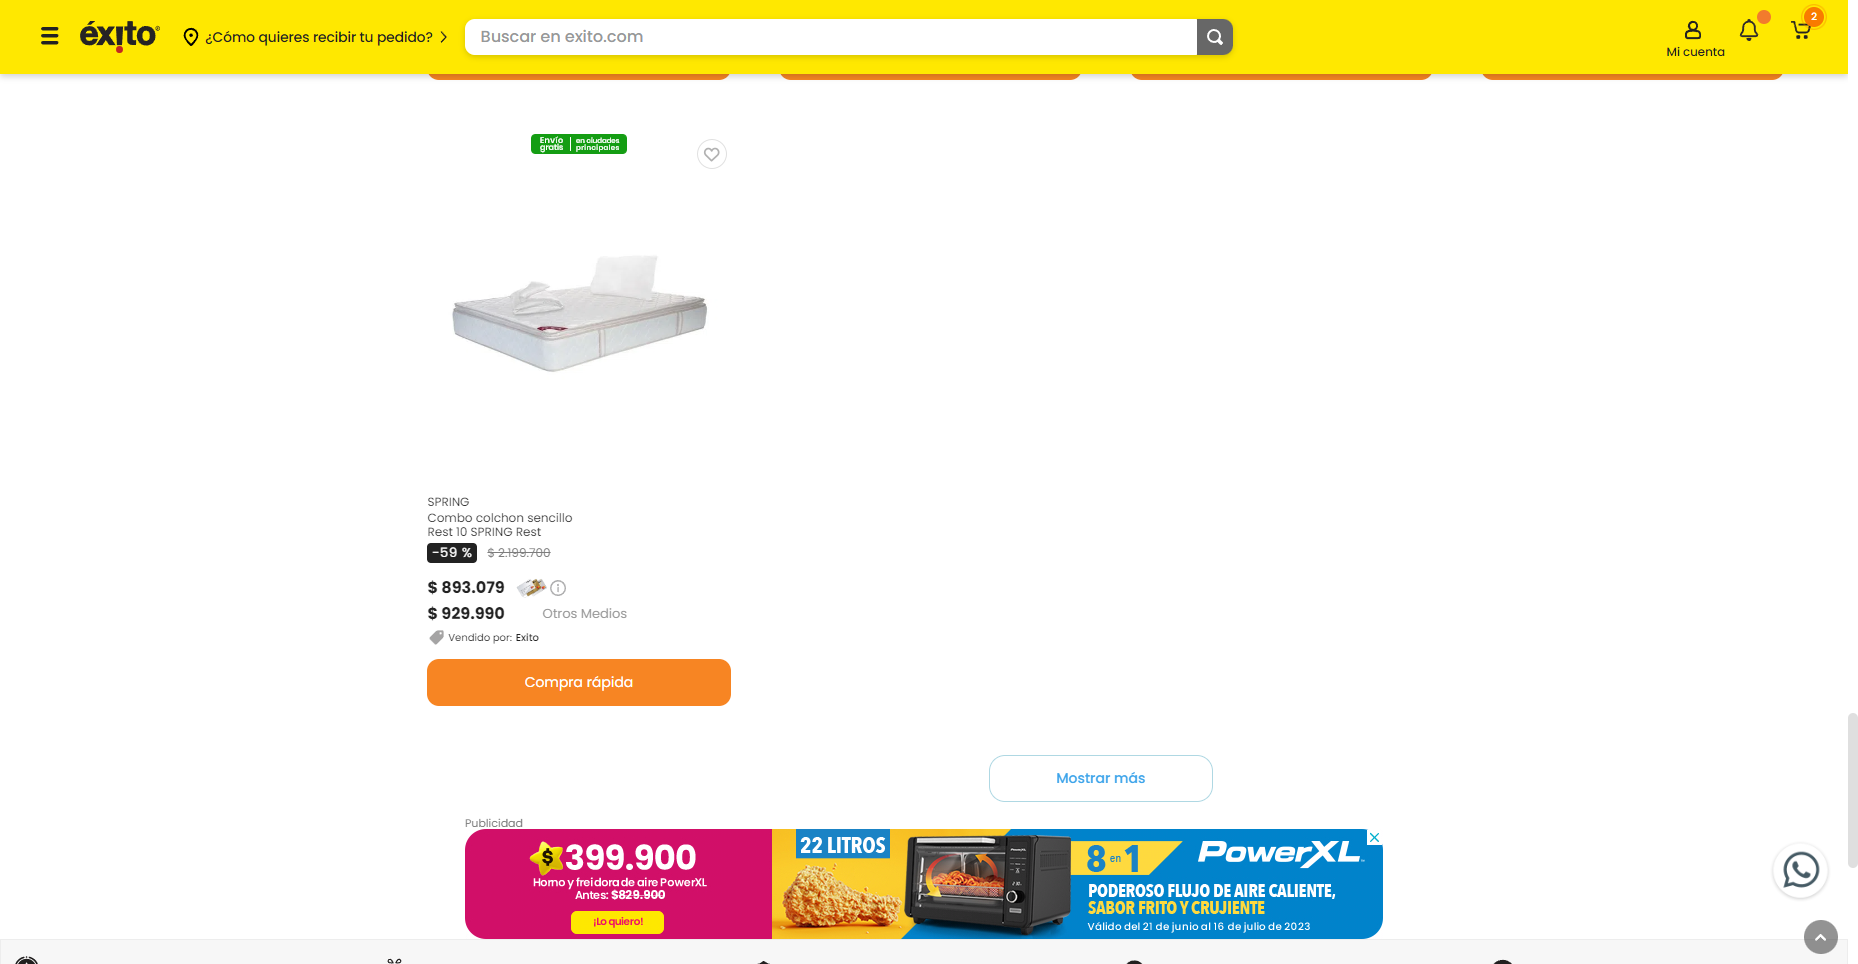 éxito
¿Cómo quieres recibir tu pedido?
Buscar en exito.com
Mi cuenta
2
Envío gratis | en ciudades principales
SPRING
Combo colchon sencillo
Rest 10 SPRING Rest
-59 % $ 2.199.700
$ 893.079
$ 929.990 Otros Medios
Vendido por: Exito
Compra rápida
Mostrar más
Publicidad
$399.900
Horno y freidora de aire PowerXL
Antes: $829.900
¡Lo quiero!
22 LITROS
8 en 1
PowerXL
PODEROSO FLUJO DE AIRE CALIENTE,
SABOR FRITO Y CRUJIENTE
Válido del 21 de junio al 16 de julio de 2023